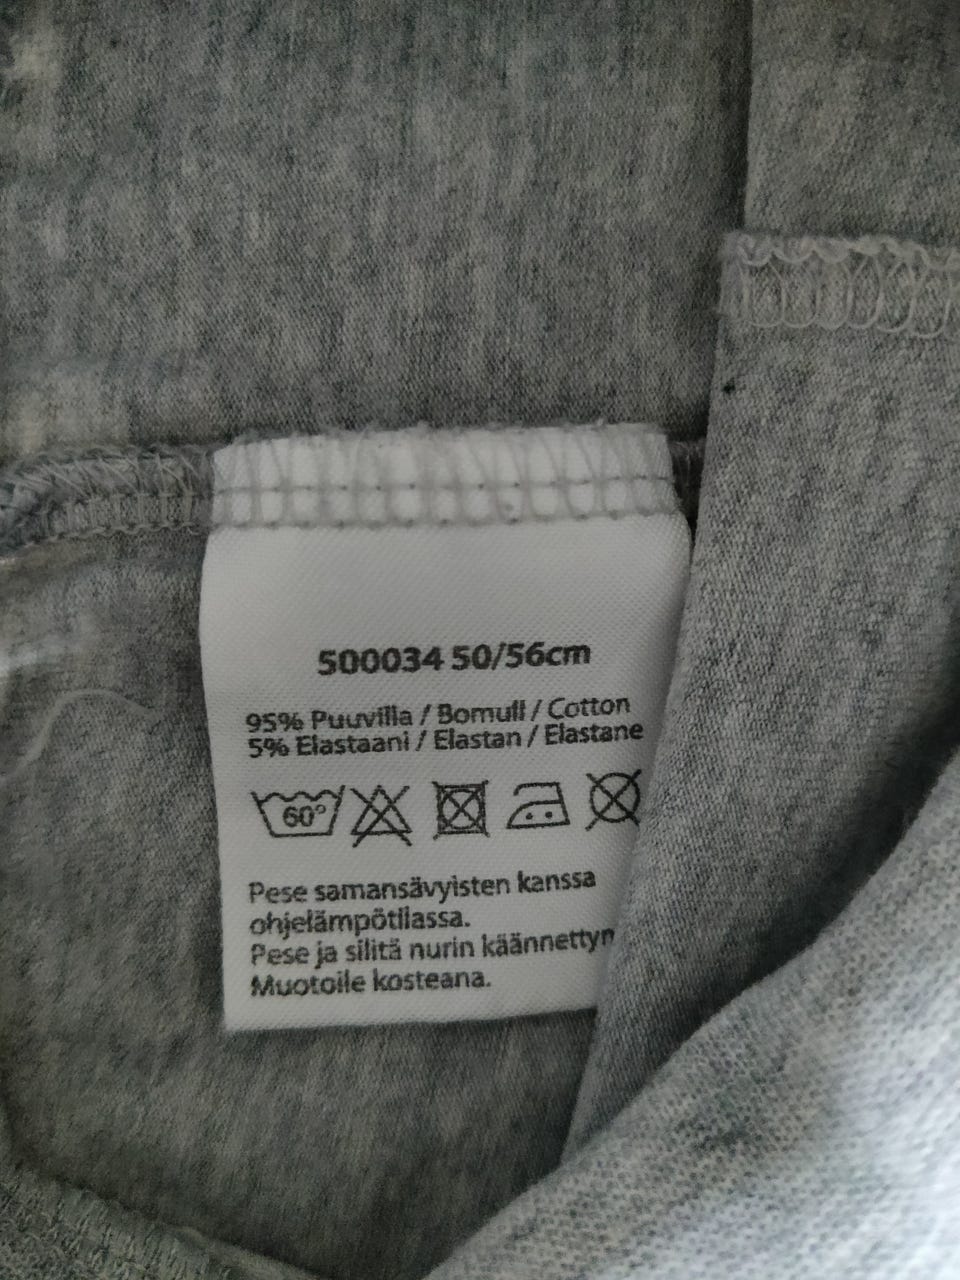 500034 50/56cm
95% Puuvilla / Bomull / Cotton
5% Elastaani / Elastan / Elastane
60°
Pese samansävyisten kanssa
ohjelämpötilassa.
Pese ja silitä nurin käännettyn
Muotoile kosteana.